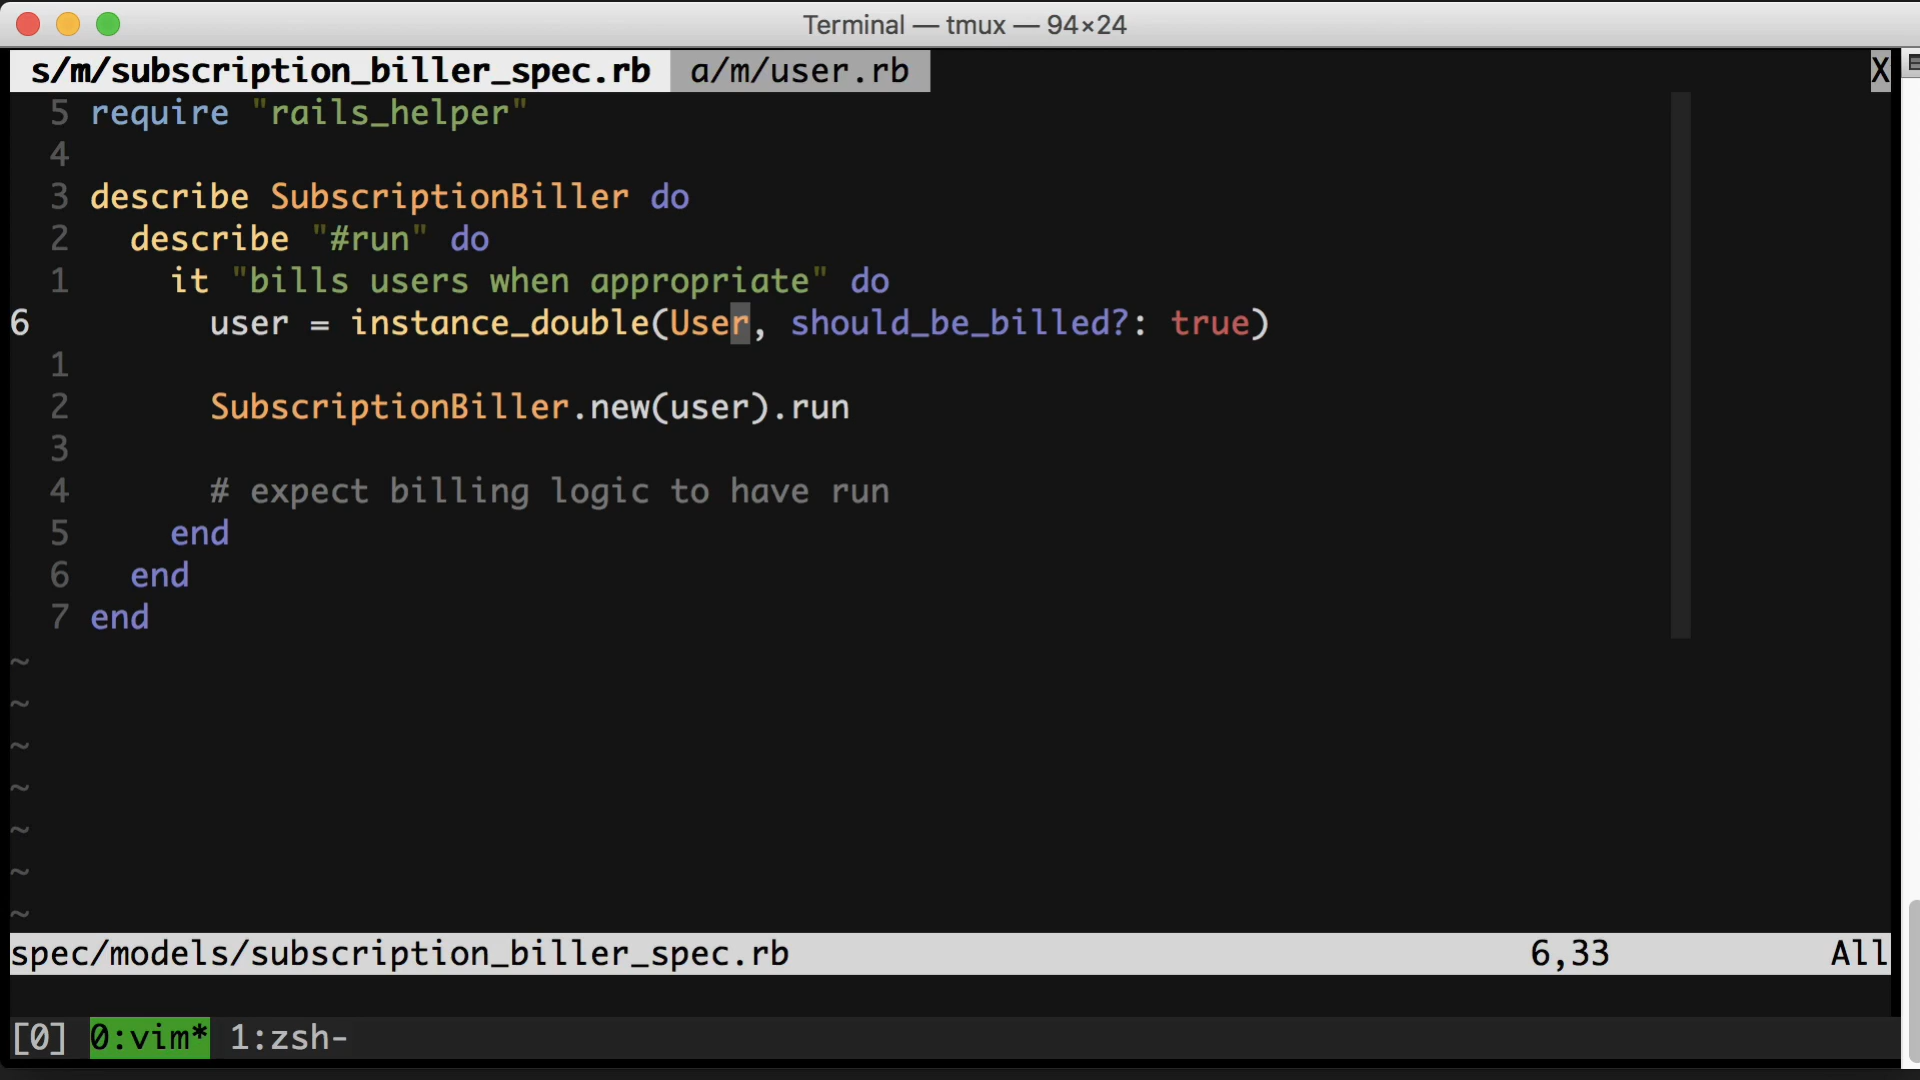 Terminal — tmux — 94×24
s/m/subscription_biller_spec.rb a/m/user.rb X
5 require "rails_helper"
4
3 describe SubscriptionBiller do
2 describe "#run" do
1 it "bills users when appropriate" do
6 user = instance_double(User, should_be_billed?: true)
1
2 SubscriptionBiller.new(user).run
3
4 # expect billing logic to have run
5 end
6 end
7 end
~
~
~
~
~
~
~
spec/models/subscription_biller_spec.rb 6,33 All
[0] 0:vim* 1:zsh-